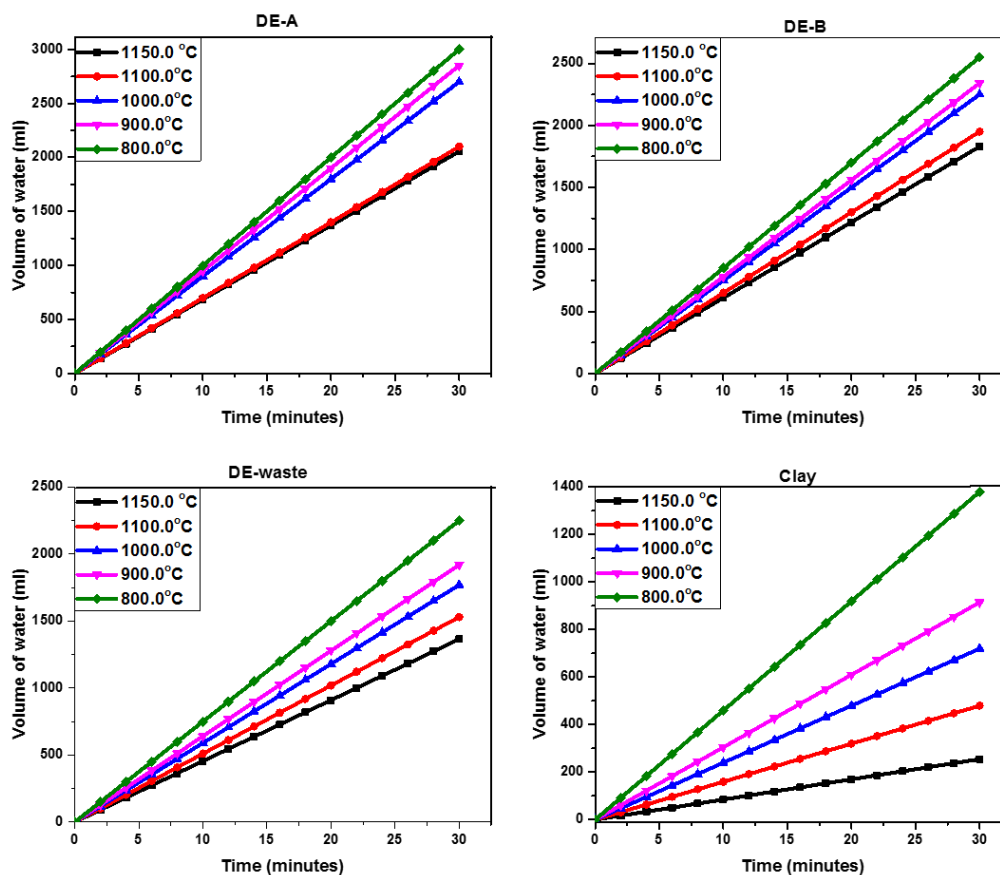 DE-A
1150.0 °C
1100.0°C
1000.0°C
900.0°C
800.0°C
3000
2500
2000
1500
1000
500
0
Volume of water (ml)
0 5 10 15 20 25 30
Time (minutes)
DE-B
1150.0 °C
1100.0°C
1000.0°C
900.0°C
800.0°C
2500
2000
1500
1000
500
0
Volume of water (ml)
0 5 10 15 20 25 30
Time (minutes)
DE-waste
1150.0 °C
1100.0°C
1000.0°C
900.0°C
800.0°C
2500
2000
1500
1000
500
0
Volume of water (ml)
0 5 10 15 20 25 30
Time (minutes)
Clay
1150.0 °C
1100.0°C
1000.0°C
900.0°C
800.0°C
1400
1200
1000
800
600
400
200
0
Volume of water (ml)
0 5 10 15 20 25 30
Time (minutes)